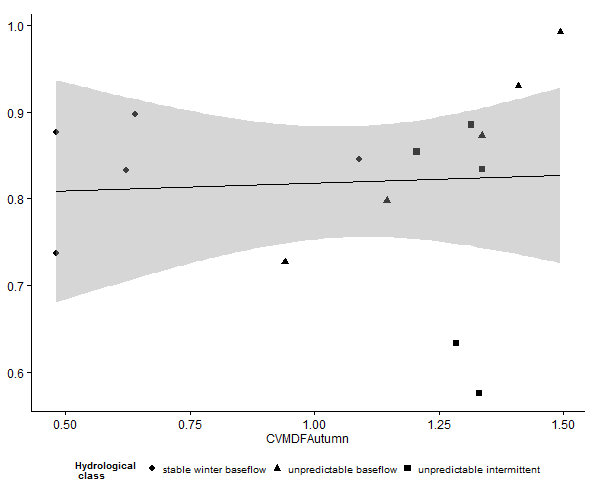 1.0
0.9
0.8
0.7
0.6
0.50 0.75 1.00 1.25 1.50
CVMDFAutumn
Hydrological
class
stable winter baseflow unpredictable baseflow unpredictable intermittent